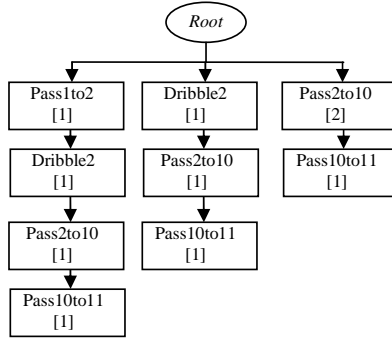 Root
Pass1to2
[1]
Dribble2
[1]
Pass2to10
[2]
Dribble2
[1]
Pass2to10
[1]
Pass10to11
[1]
Pass2to10
[1]
Pass10to11
[1]
Pass10to11
[1]